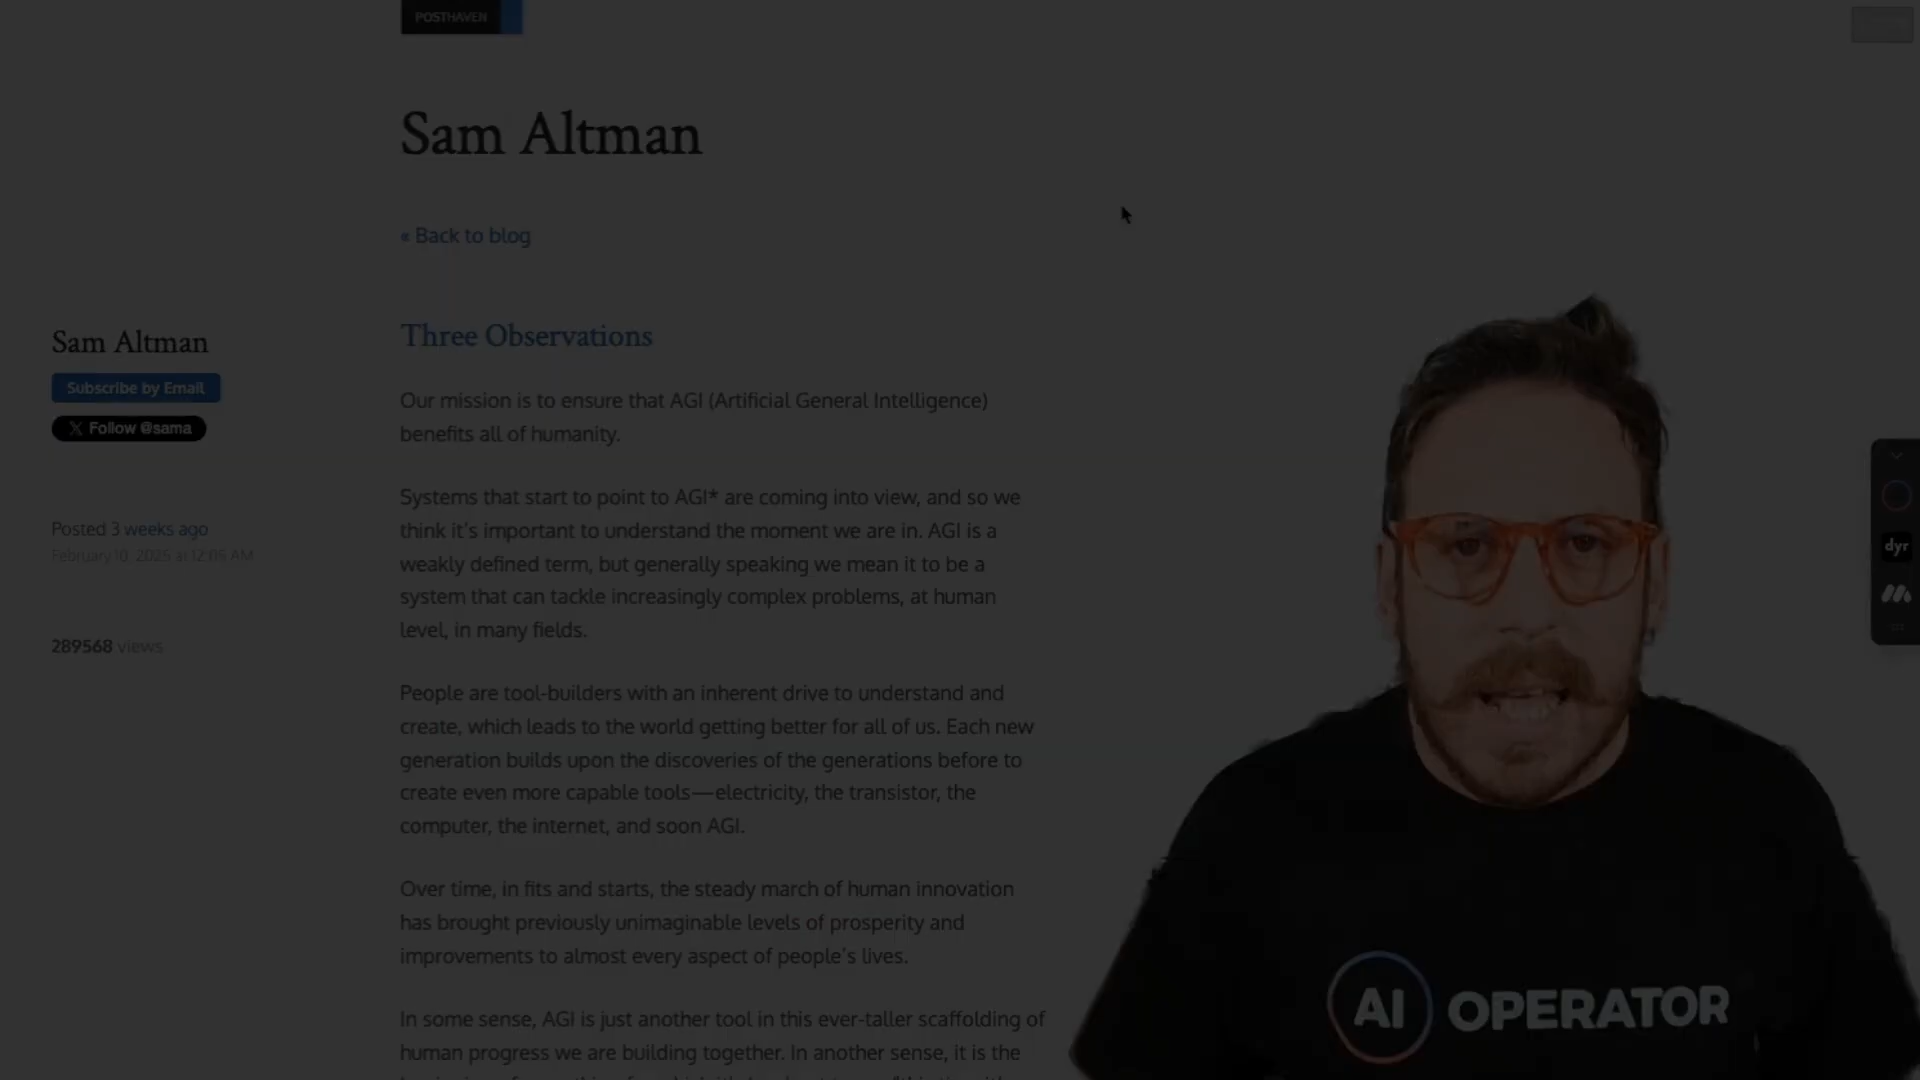 POSTHAVEN
Sam Altman
« Back to blog
Sam Altman
Subscribe by Email
Follow @sama
Posted 3 weeks ago
February 10, 2025 at 12:05 AM
289568 views
Three Observations
Our mission is to ensure that AGI (Artificial General Intelligence)
benefits all of humanity.
Systems that start to point to AGI* are coming into view, and so we
think it's important to understand the moment we are in. AGI is a
weakly defined term, but generally speaking we mean it to be a
system that can tackle increasingly complex problems, at human
level, in many fields.
People are tool-builders with an inherent drive to understand and
create, which leads to the world getting better for all of us. Each new
generation builds upon the discoveries of the generations before to
create even more capable tools—electricity, the transistor, the
computer, the internet, and soon AGI.
Over time, in fits and starts, the steady march of human innovation
has brought previously unimaginable levels of prosperity and
improvements to almost every aspect of people's lives.
In some sense, AGI is just another tool in this ever-taller scaffolding of
human progress we are building together. In another sense, it is the
dyr
AI OPERATOR